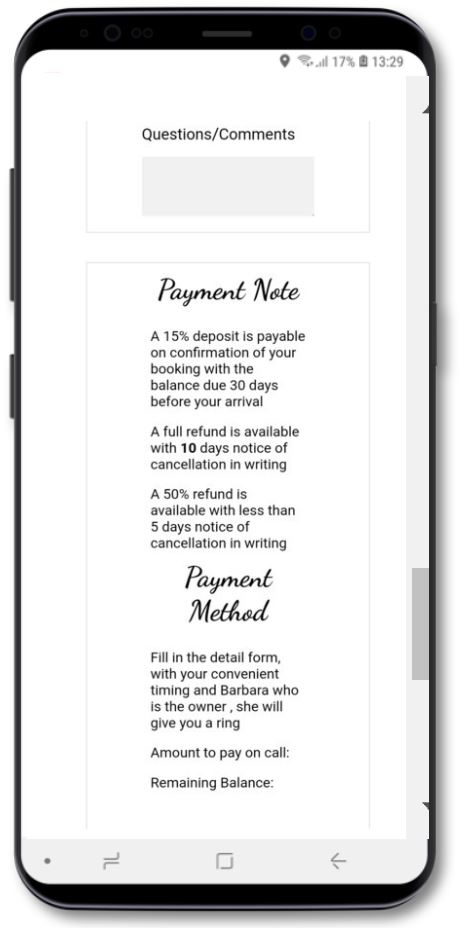 17% 13:29
Questions/Comments
Payment Note
A 15% deposit is payable
on confirmation of your
booking with the
balance due 30 days
before your arrival
A full refund is available
with 10 days notice of
cancellation in writing
A 50% refund is
available with less than
5 days notice of
cancellation in writing
Payment
Method
Fill in the detail form,
with your convenient
timing and Barbara who
is the owner , she will
give you a ring
Amount to pay on call:
Remaining Balance: